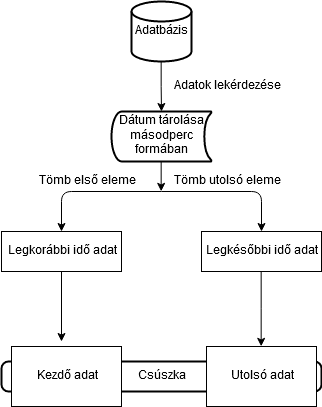 Adatbázis
Adatok lekérdezése
Dátum tárolása
másodperc
formában
Tömb első eleme
Tömb utolsó eleme
Legkorábbi idő adat
Legkésőbbi idő adat
Kezdő adat
Csúszka
Utolsó adat